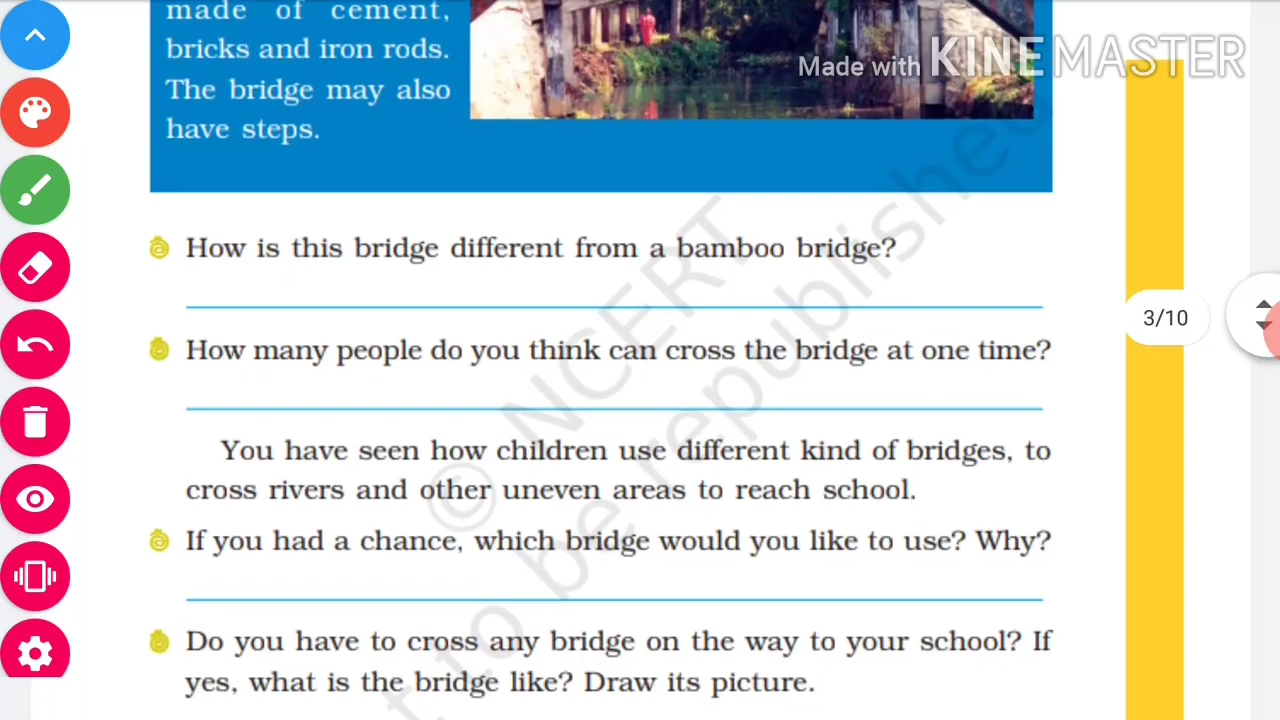 made of cement,
bricks and iron rods.
The bridge may also
have steps.
Made with KINEMASTER
How is this bridge different from a bamboo bridge?
How many people do you think can cross the bridge at one time?
3/10
You have seen how children use different kind of bridges, to
cross rivers and other uneven areas to reach school.
If you had a chance, which bridge would you like to use? Why?
Do you have to cross any bridge on the way to your school? If
yes, what is the bridge like? Draw its picture.
© NCERT
t to be republished